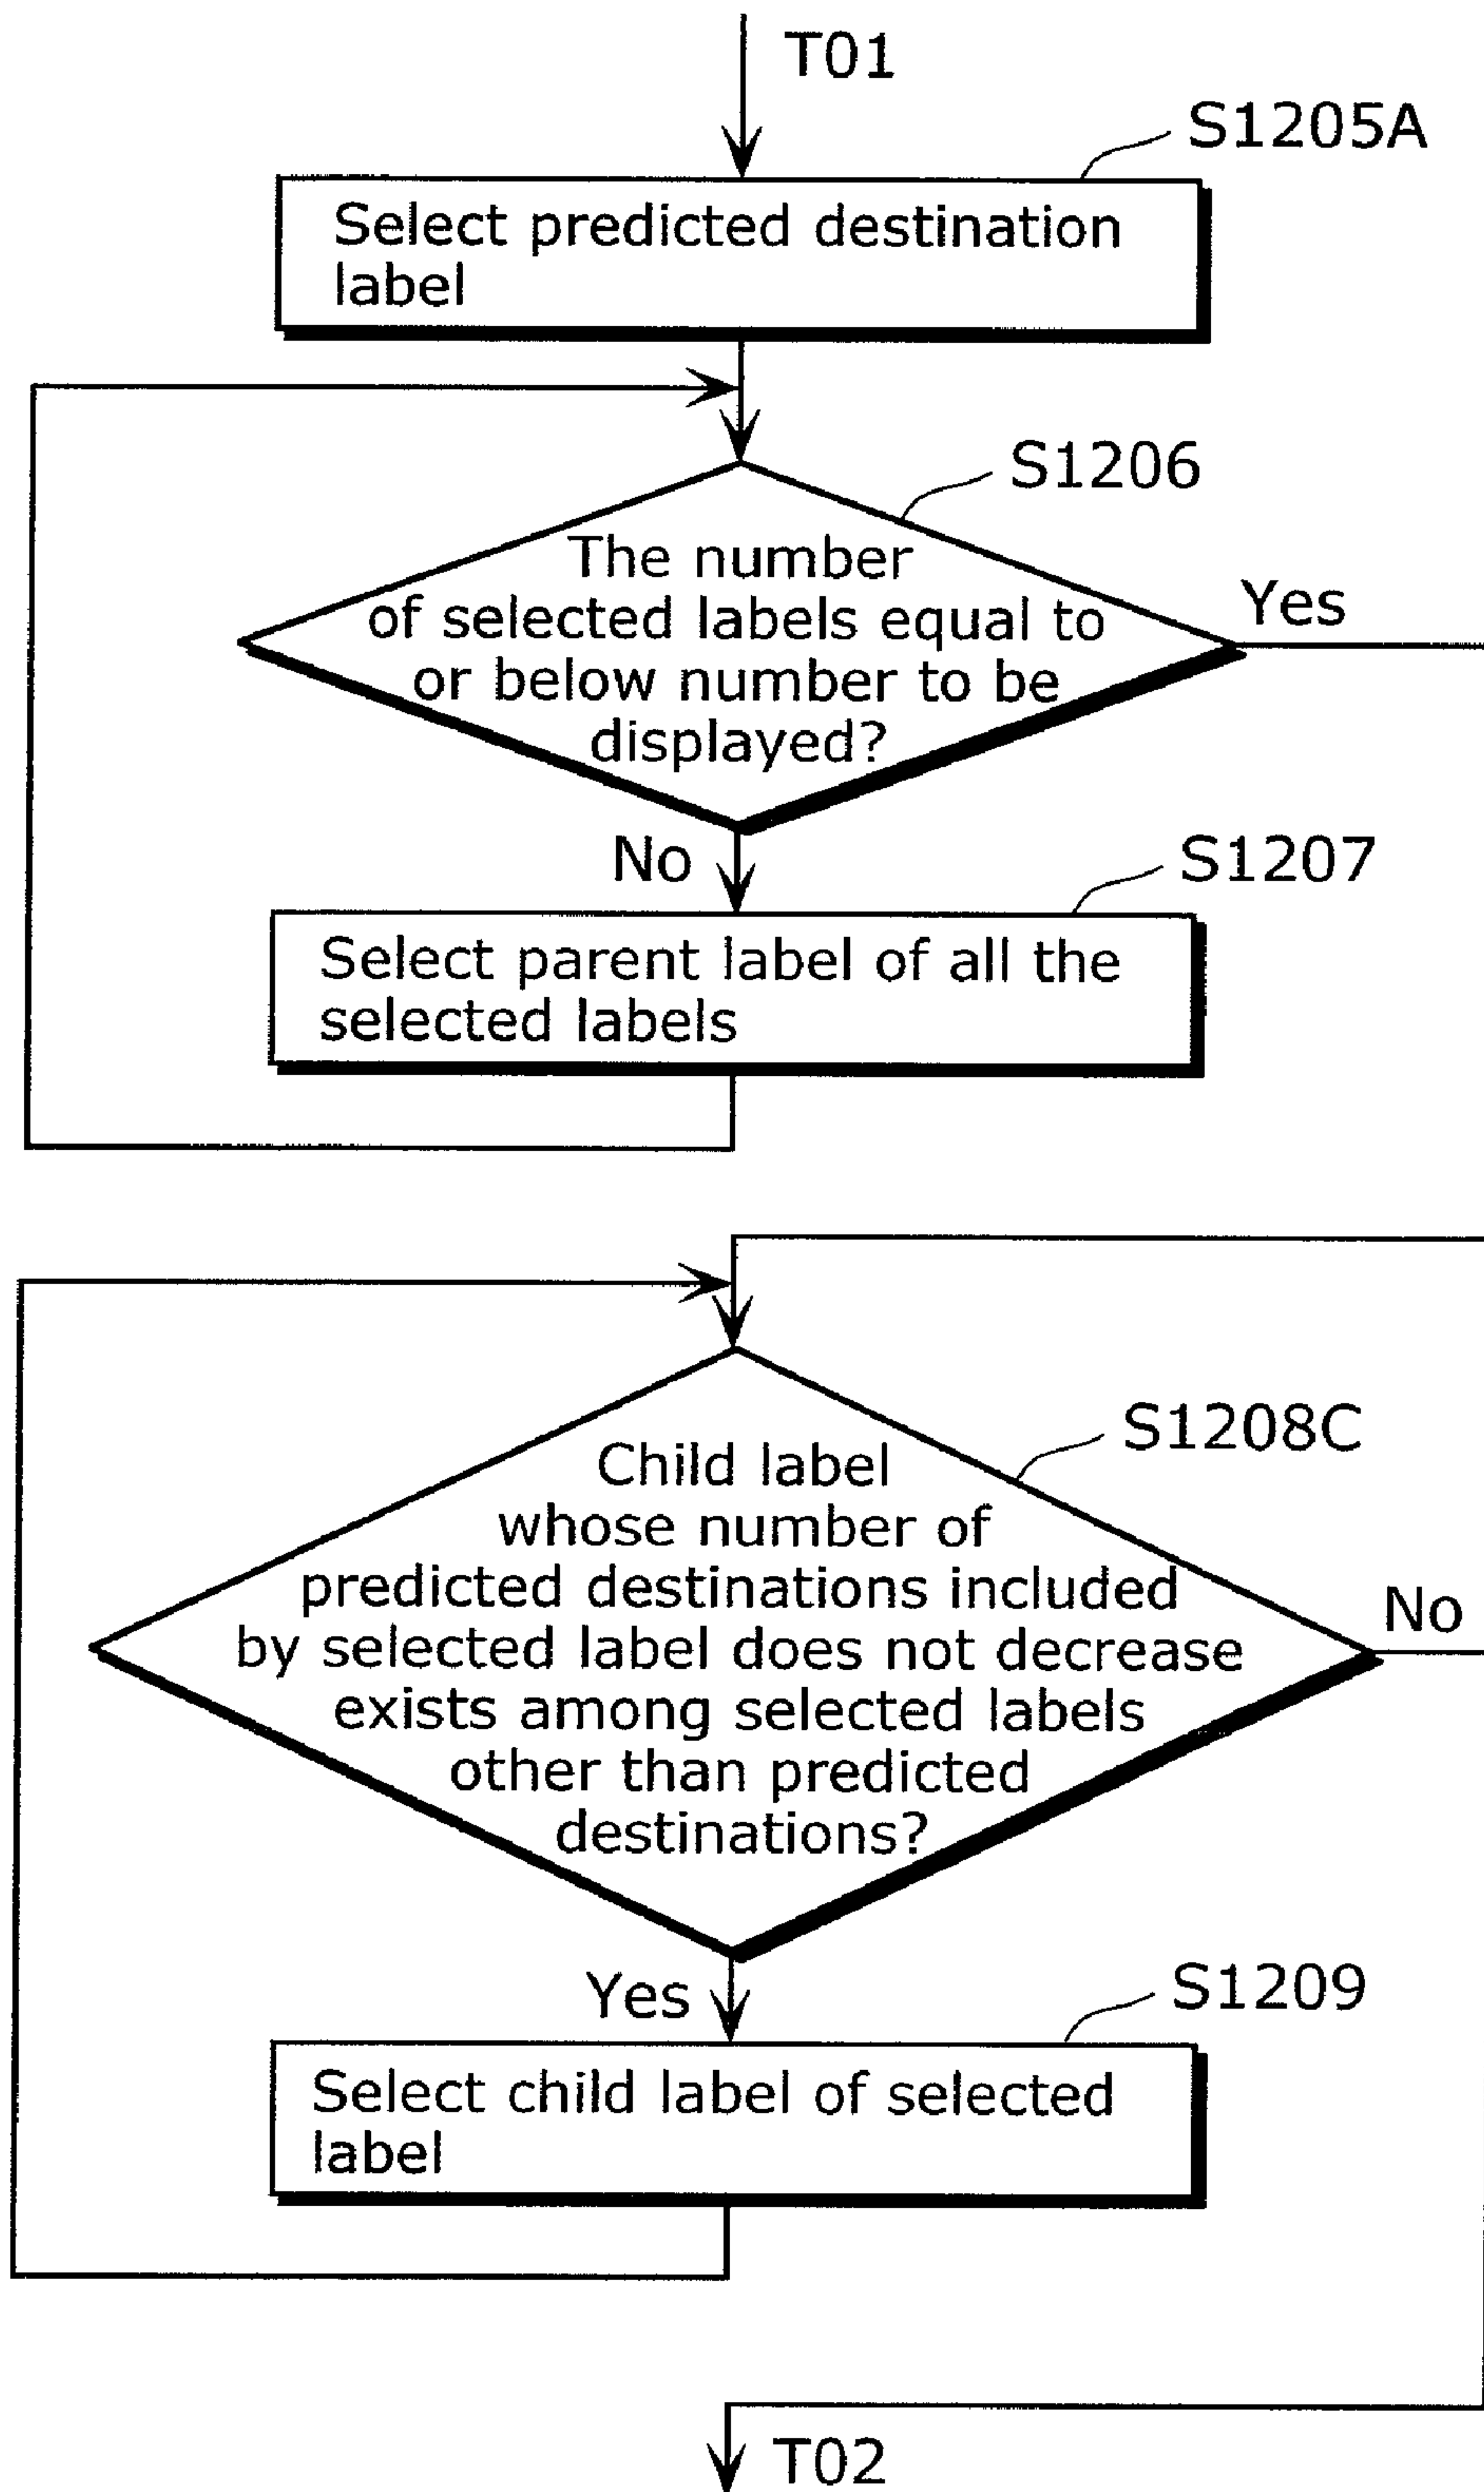 T01
S1205A
Select predicted destination
label
S1206
The number
of selected labels equal to
or below number to be
displayed?
Yes
No
S1207
Select parent label of all the
selected labels
S1208C
Child label
whose number of
predicted destinations included
by selected label does not decrease
exists among selected labels
other than predicted
destinations?
No
Yes
S1209
Select child label of selected
label
T02